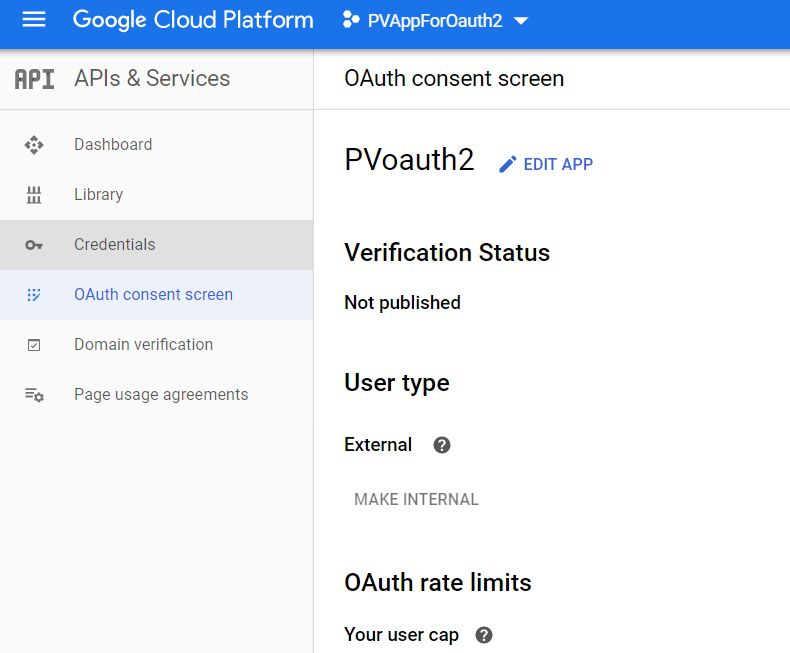 Google Cloud Platform PVAppForOauth2
API APIs & Services
Dashboard
Library
Credentials
OAuth consent screen
Domain verification
Page usage agreements
OAuth consent screen
PVoauth2 EDIT APP
Verification Status
Not published
User type
External
MAKE INTERNAL
OAuth rate limits
Your user cap